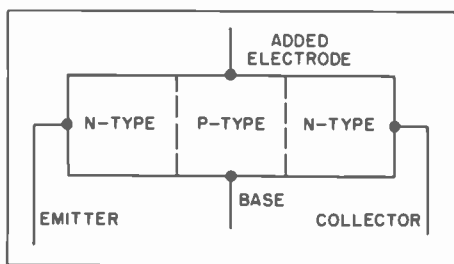 ADDED
ELECTRODE
N-TYPE
P-TYPE
N-TYPE
BASE
EMITTER
COLLECTOR